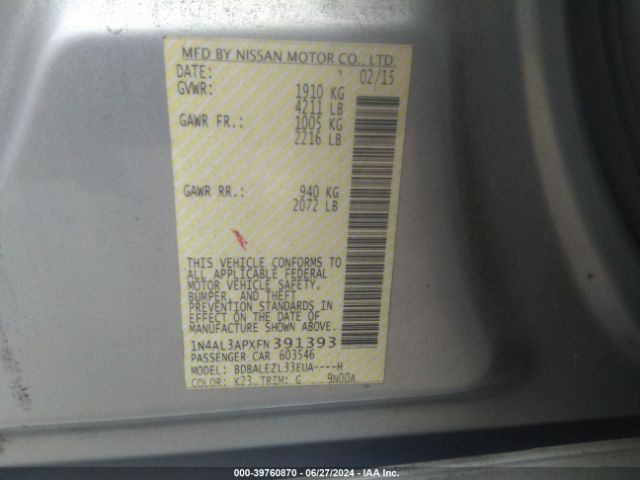 MFD BY NISSAN MOTOR CO., LTD.
DATE: 02/15
GVWR: 1910 KG
4211 LB
GAWR FR.: 1005 KG
2216 LB
GAWR RR.: 940 KG
2072 LB
THIS VEHICLE CONFORMS TO
ALL APPLICABLE FEDERAL
MOTOR VEHICLE SAFETY,
BUMPER, AND THEFT
PREVENTION STANDARDS IN
EFFECT ON THE DATE OF
MANUFACTURE SHOWN ABOVE.
1N4AL3APXFN391393
PASSENGER CAR 603546
MODEL: BDBALEZL33EUA----H
COLOR: K23 TRIM: G 9N00A
000-39760870 - 06/27/2024 - IAA Inc.